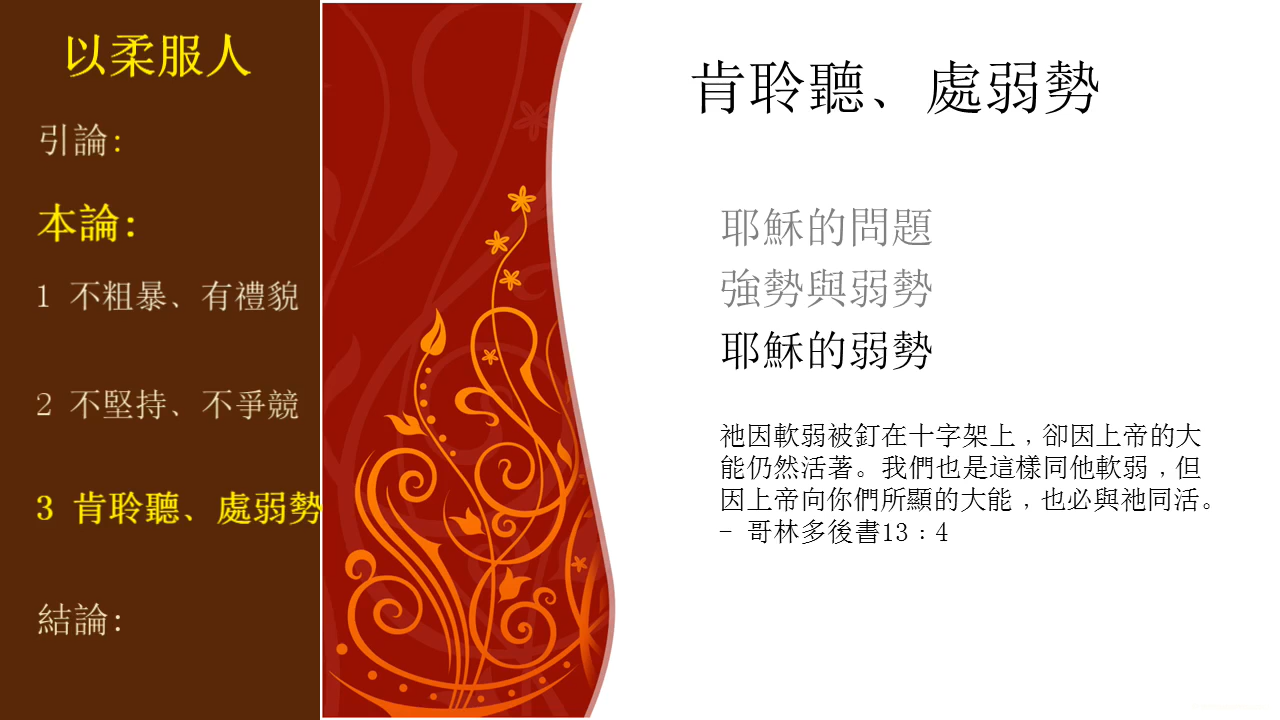 以柔服人
引論:
本論:
1 不粗暴、有禮貌
2 不堅持、不爭競
3 肯聆聽、處弱勢
結論:
肯聆聽、處弱勢
耶穌的問題
強勢與弱勢
耶穌的弱勢
祂因軟弱被釘在十字架上，卻因上帝的大
能仍然活著。我們也是這樣同他軟弱，但
因上帝向你們所顯的大能，也必與祂同活。
- 哥林多後書13：4